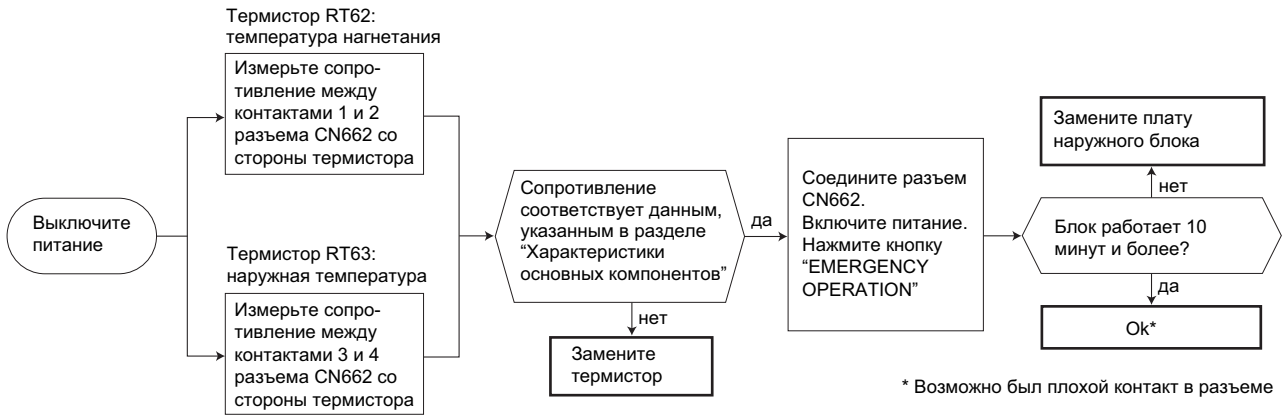 Выключите
питание
Термистор RT62:
температура нагнетания
Измерьте сопро-
тивление между
контактами 1 и 2
разъема CN662 со
стороны термистора
Термистор RT63:
наружная температура
Измерьте сопро-
тивление между
контактами 3 и 4
разъема CN662 со
стороны термистора
Сопротивление
соответствует данным,
указанным в разделе
“Характеристики
основных компонентов”
да
нет
Замените
термистор
Соедините разъем
CN662.
Включите питание.
Нажмите кнопку
“EMERGENCY
OPERATION”
Замените плату
наружного блока
нет
Блок работает 10
минут и более?
да
Ok*
* Возможно был плохой контакт в разъеме